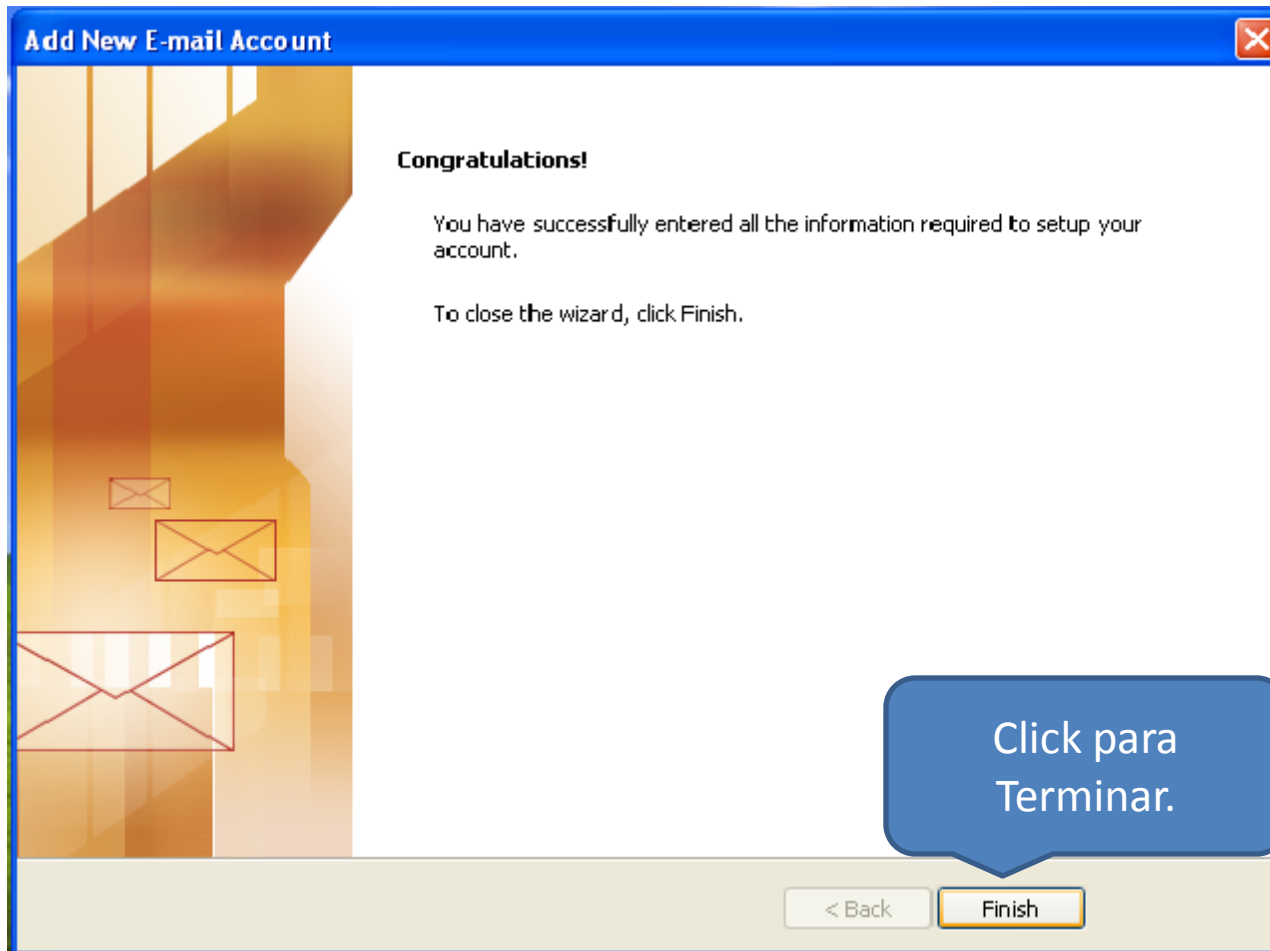 Add New E-mail Account
Congratulations!
You have successfully entered all the information required to setup your
account.
To close the wizard, click Finish.
Click para
Terminar.
< Back
Finish